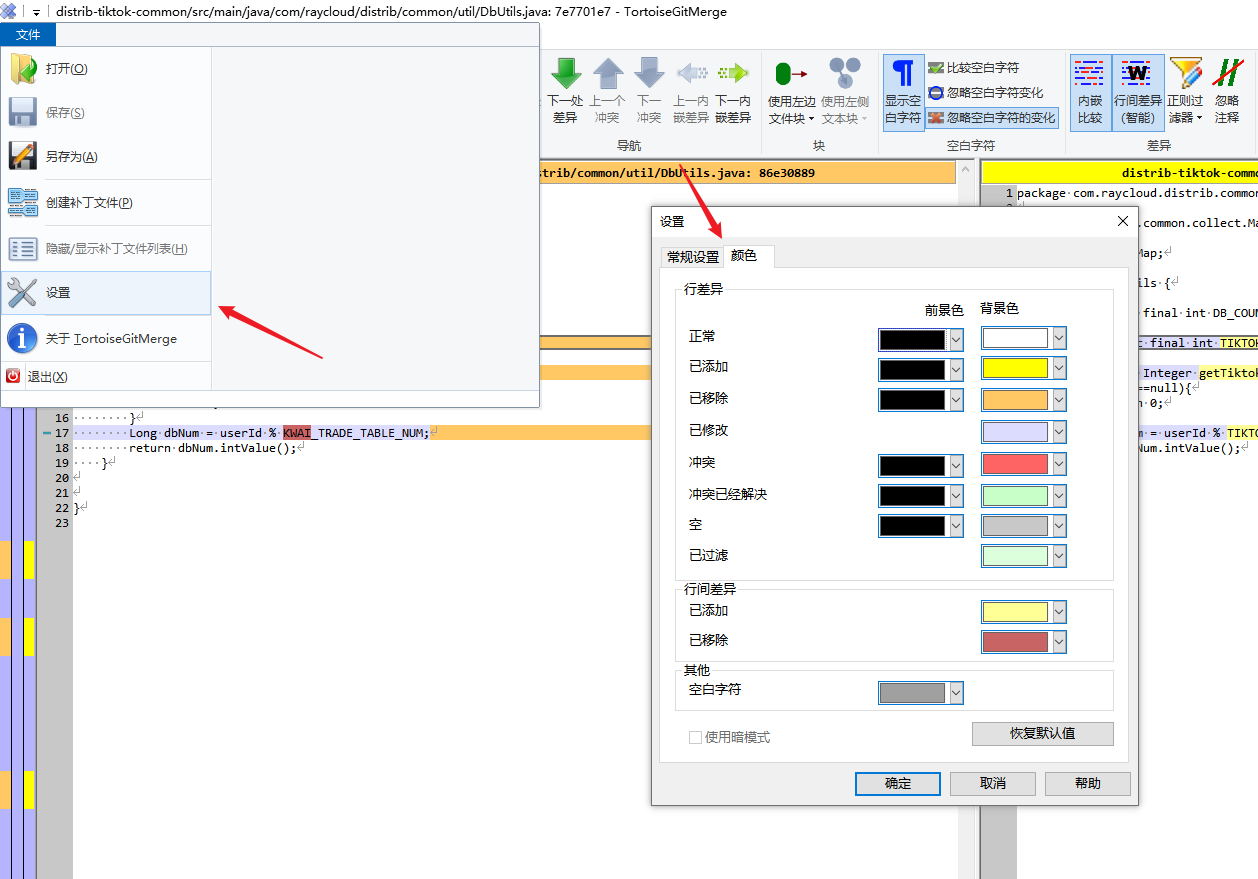 distrib-tiktok-common/src/main/java/com/raycloud/distrib/common/util/DbUtils.java: 7e7701e7 - TortoiseGitMerge
文件
打开(O)
保存(S)
另存为(A)
创建补丁文件(P)
隐藏/显示补丁文件列表(H)
设置
关于 TortoiseGitMerge
退出(X)
下一处
差异
上一个
冲突
下一
冲突
上一内
嵌差异
下一内
嵌差异
导航
使用左边
文件块
使用左侧
文本块
块
显示空
白字符
比较空白字符
忽略空白字符变化
忽略空白字符的变化
空白字符
内嵌
比较
行间差异
(智能)
正则过
滤器
忽略
注释
差异
strib/common/util/DbUtils.java: 86e30889
distrib-tiktok-comm
1 package com.raycloud.distrib.common
.common.collect.Ma
Map;
ils {
final int DB_COUN
final int TIKTOK
Integer getTiktok
==null){
n 0;
= userId % TIKTO
Num.intValue();
16 }
17 Long dbNum = userId % KWAI_TRADE_TABLE_NUM;
18 return dbNum.intValue();
19 }
20
21
22 }
23
设置
常规设置
颜色
行差异
前景色
背景色
正常
已添加
已移除
已修改
冲突
冲突已经解决
空
已过滤
行间差异
已添加
已移除
其他
空白字符
使用暗模式
恢复默认值
确定
取消
帮助